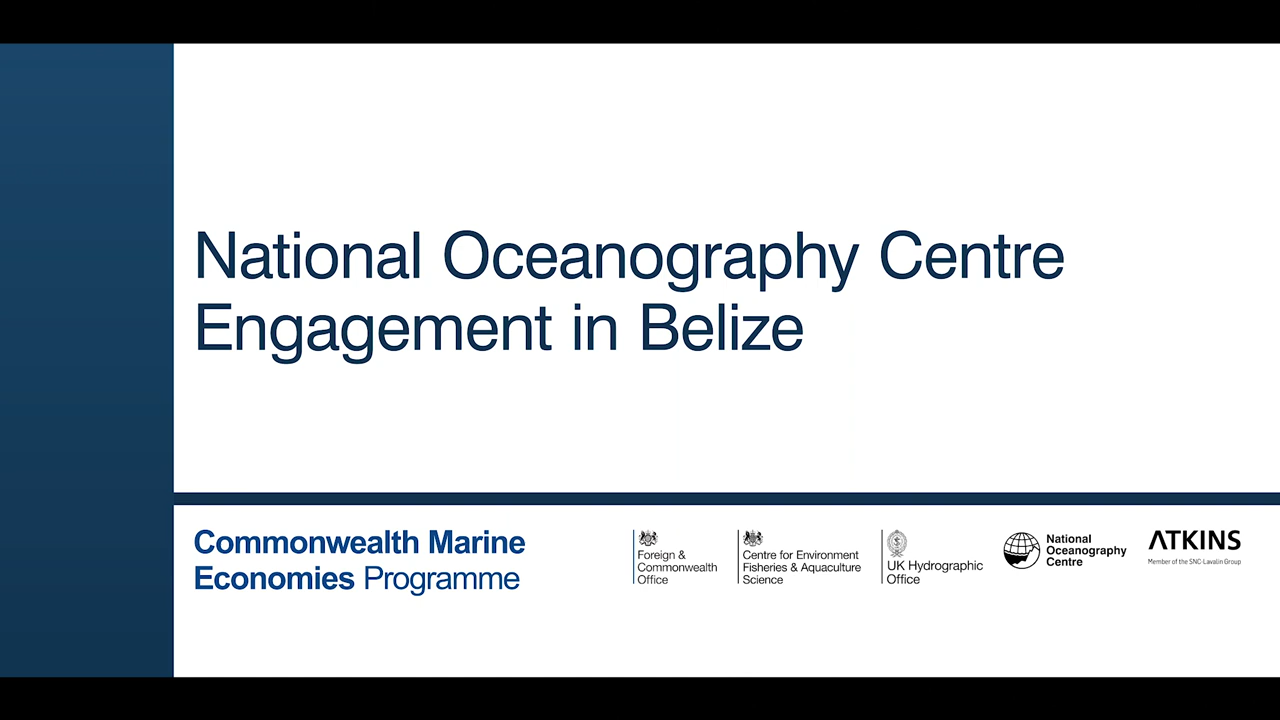 National Oceanography Centre
Engagement in Belize
Commonwealth Marine
Economies Programme
Foreign &
Commonwealth
Office
Centre for Environment
Fisheries & Aquaculture
Science
UK Hydrographic
Office
National
Oceanography
Centre
ATKINS
Member of the SNC-Lavalin Group